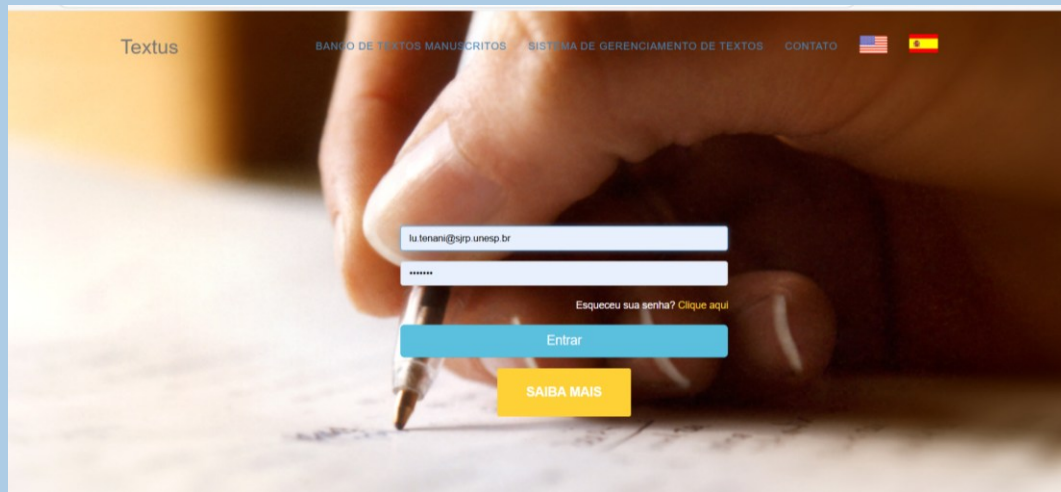 Textus
BANCO DE TEXTOS MANUSCRITOS SISTEMA DE GERENCIAMENTO DE TEXTOS CONTATO
lu.tenani@sjrp.unesp.br
•••••••
Esqueceu sua senha? Clique aqui
Entrar
SAIBA MAIS